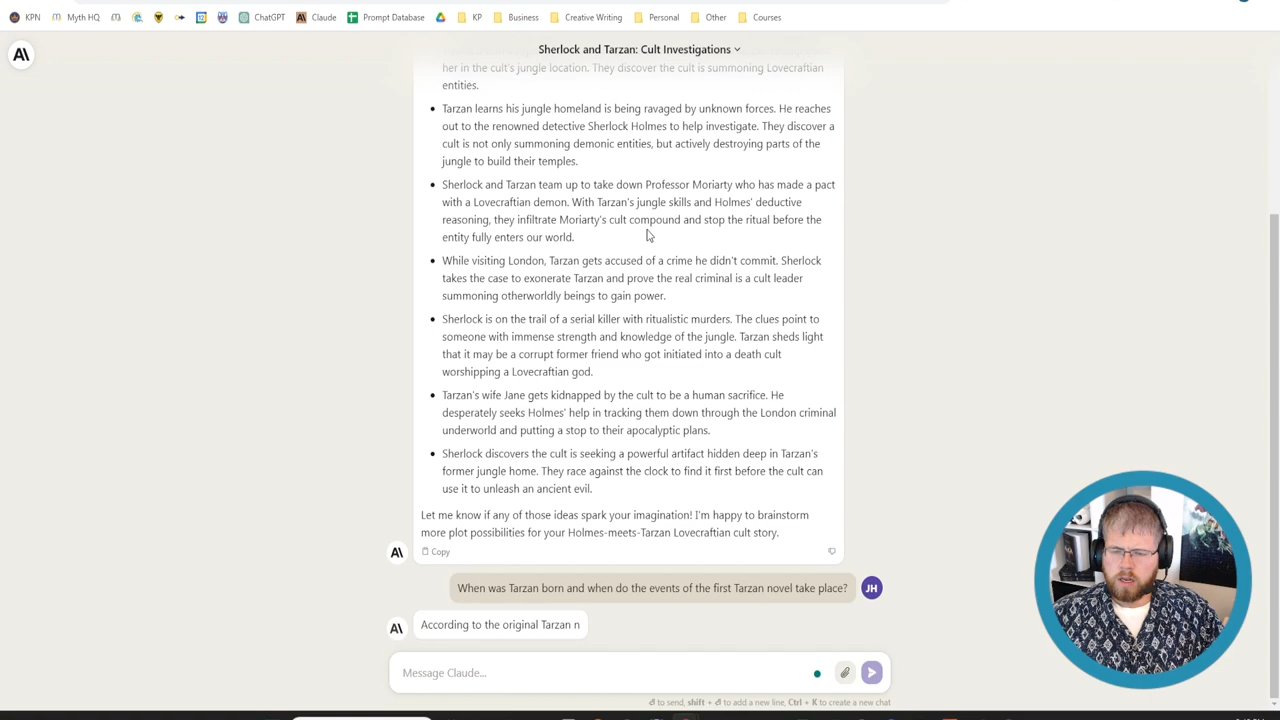 KPN Myth HQ ChatGPT Claude Prompt Database KP Business Creative Writing Personal Other Courses
Sherlock and Tarzan: Cult Investigations
her in the cult's jungle location. They discover the cult is summoning Lovecraftian
entities.
Tarzan learns his jungle homeland is being ravaged by unknown forces. He reaches
out to the renowned detective Sherlock Holmes to help investigate. They discover a
cult is not only summoning demonic entities, but actively destroying parts of the
jungle to build their temples.
Sherlock and Tarzan team up to take down Professor Moriarty who has made a pact
with a Lovecraftian demon. With Tarzan's jungle skills and Holmes' deductive
reasoning, they infiltrate Moriarty's cult compound and stop the ritual before the
entity fully enters our world.
While visiting London, Tarzan gets accused of a crime he didn't commit. Sherlock
takes the case to exonerate Tarzan and prove the real criminal is a cult leader
summoning otherworldly beings to gain power.
Sherlock is on the trail of a serial killer with ritualistic murders. The clues point to
someone with immense strength and knowledge of the jungle. Tarzan sheds light
that it may be a corrupt former friend who got initiated into a death cult
worshipping a Lovecraftian god.
Tarzan's wife Jane gets kidnapped by the cult to be a human sacrifice. He
desperately seeks Holmes' help in tracking them down through the London criminal
underworld and putting a stop to their apocalyptic plans.
Sherlock discovers the cult is seeking a powerful artifact hidden deep in Tarzan's
former jungle home. They race against the clock to find it first before the cult can
use it to unleash an ancient evil.
Let me know if any of those ideas spark your imagination! I'm happy to brainstorm
more plot possibilities for your Holmes-meets-Tarzan Lovecraftian cult story.
Copy
When was Tarzan born and when do the events of the first Tarzan novel take place?
JH
According to the original Tarzan n
Message Claude...
to send, shift + to add a new line, Ctrl + K to create a new chat